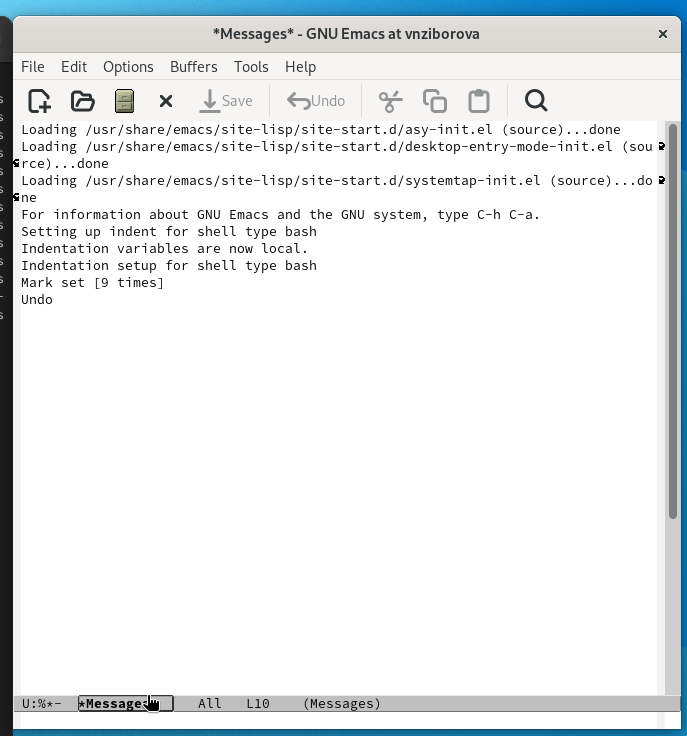 *Messages* - GNU Emacs at vnziborova
File Edit Options Buffers Tools Help
Save Undo
Loading /usr/share/emacs/site-lisp/site-start.d/asy-init.el (source)...done
Loading /usr/share/emacs/site-lisp/site-start.d/desktop-entry-mode-init.el (sou
rce)...done
Loading /usr/share/emacs/site-lisp/site-start.d/systemtap-init.el (source)...do
ne
For information about GNU Emacs and the GNU system, type C-h C-a.
Setting up indent for shell type bash
Indentation variables are now local.
Indentation setup for shell type bash
Mark set [9 times]
Undo
U:%*- *Messages All L10 (Messages)